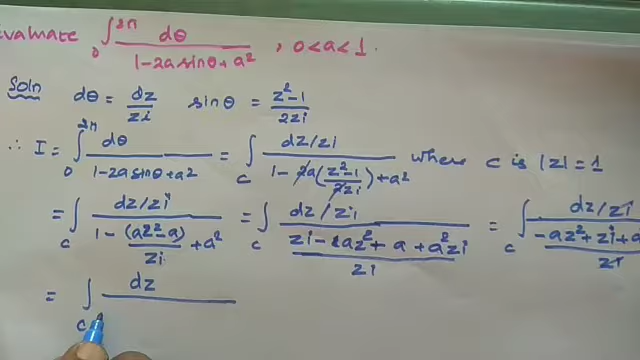 Evaluate ∫₀^2π dθ / (1-2a sinθ + a²) , 0<a<1.
Soln dθ = dz/zi sinθ = (z²-1)/2zi
∴ I = ∫₀^2π dθ / (1-2a sinθ + a²) = ∫_C (dz/zi) / (1 - 2a((z²-1)/2zi) + a²) where c is |z|=1
= ∫_C (dz/zi) / (1 - (az²-a)/zi + a²) = ∫_C (dz/zi) / ((zi - az² + a + a²zi)/zi) = ∫_C (dz/zi) / ((-az² + zi + a
= ∫_C dz